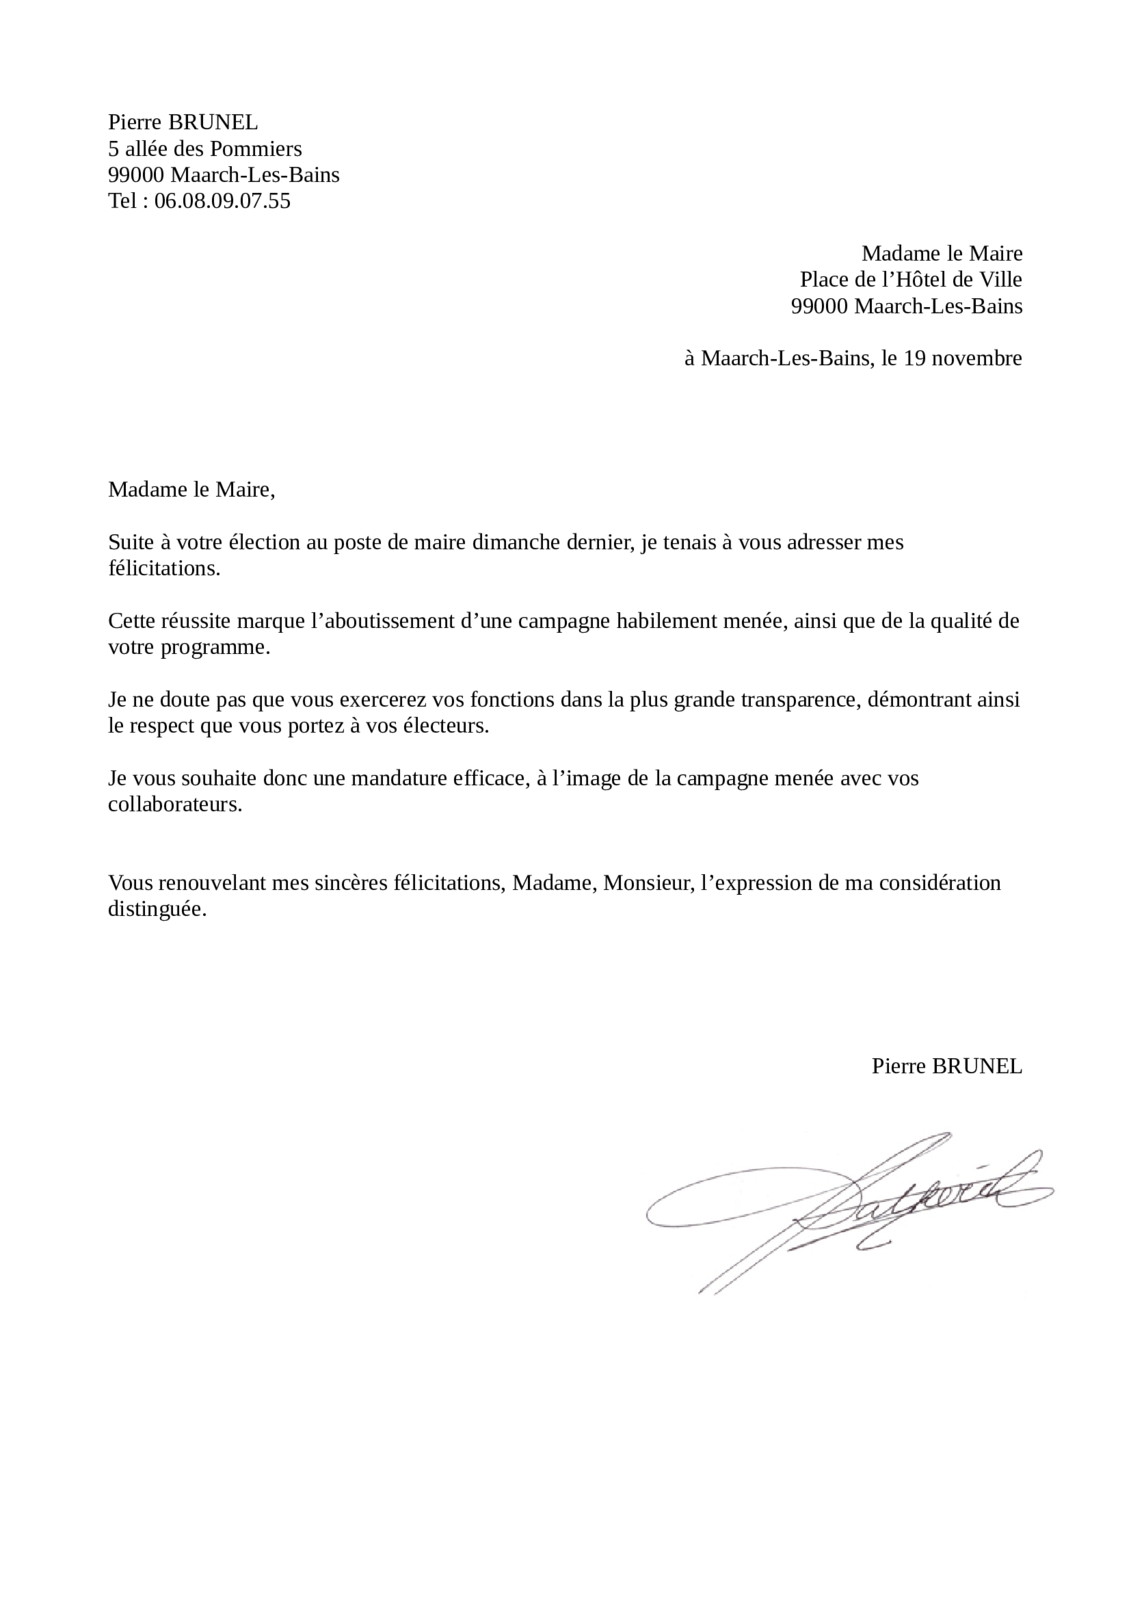 Pierre BRUNEL
5 allée des Pommiers
99000 Maarch-Les-Bains
Tel : 06.08.09.07.55
Madame le Maire
Place de l’Hôtel de Ville
99000 Maarch-Les-Bains
à Maarch-Les-Bains, le 19 novembre
Madame le Maire,
Suite à votre élection au poste de maire dimanche dernier, je tenais à vous adresser mes
félicitations.
Cette réussite marque l’aboutissement d’une campagne habilement menée, ainsi que de la qualité de
votre programme.
Je ne doute pas que vous exercerez vos fonctions dans la plus grande transparence, démontrant ainsi
le respect que vous portez à vos électeurs.
Je vous souhaite donc une mandature efficace, à l’image de la campagne menée avec vos
collaborateurs.
Vous renouvelant mes sincères félicitations, Madame, Monsieur, l’expression de ma considération
distinguée.
Pierre BRUNEL